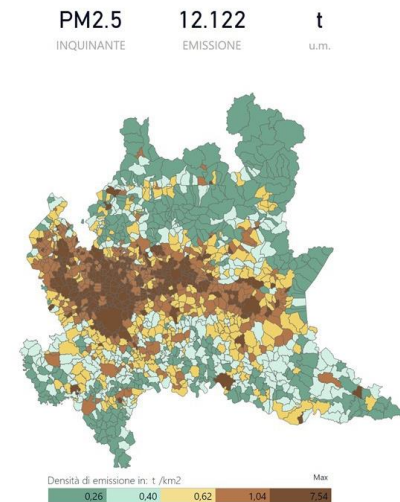 PM2.5 12.122 t
INQUINANTE EMISSIONE u.m.
Densità di emissione in: t /km2 Max
0,26 0,40 0,62 1,04 7,54